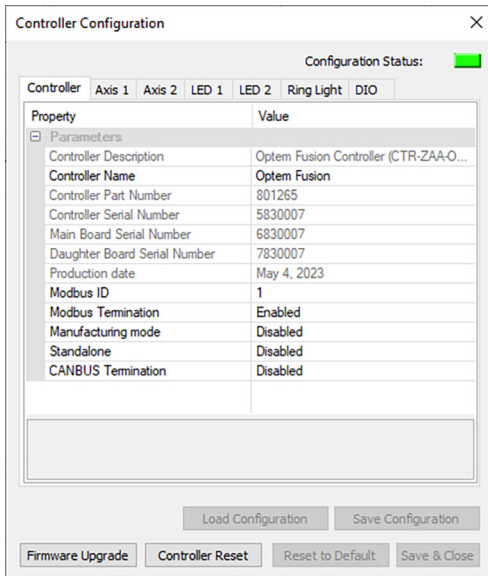 Controller Configuration
Configuration Status:
Controller Axis 1 Axis 2 LED 1 LED 2 Ring Light DIO
Property Value
Parameters
Controller Description Optem Fusion Controller (CTR-ZAA-O...
Controller Name Optem Fusion
Controller Part Number 801265
Controller Serial Number 5830007
Main Board Serial Number 6830007
Daughter Board Serial Number 7830007
Production date May 4, 2023
Modbus ID 1
Modbus Termination Enabled
Manufacturing mode Disabled
Standalone Disabled
CANBUS Termination Disabled
Load Configuration Save Configuration
Firmware Upgrade Controller Reset Reset to Default Save & Close